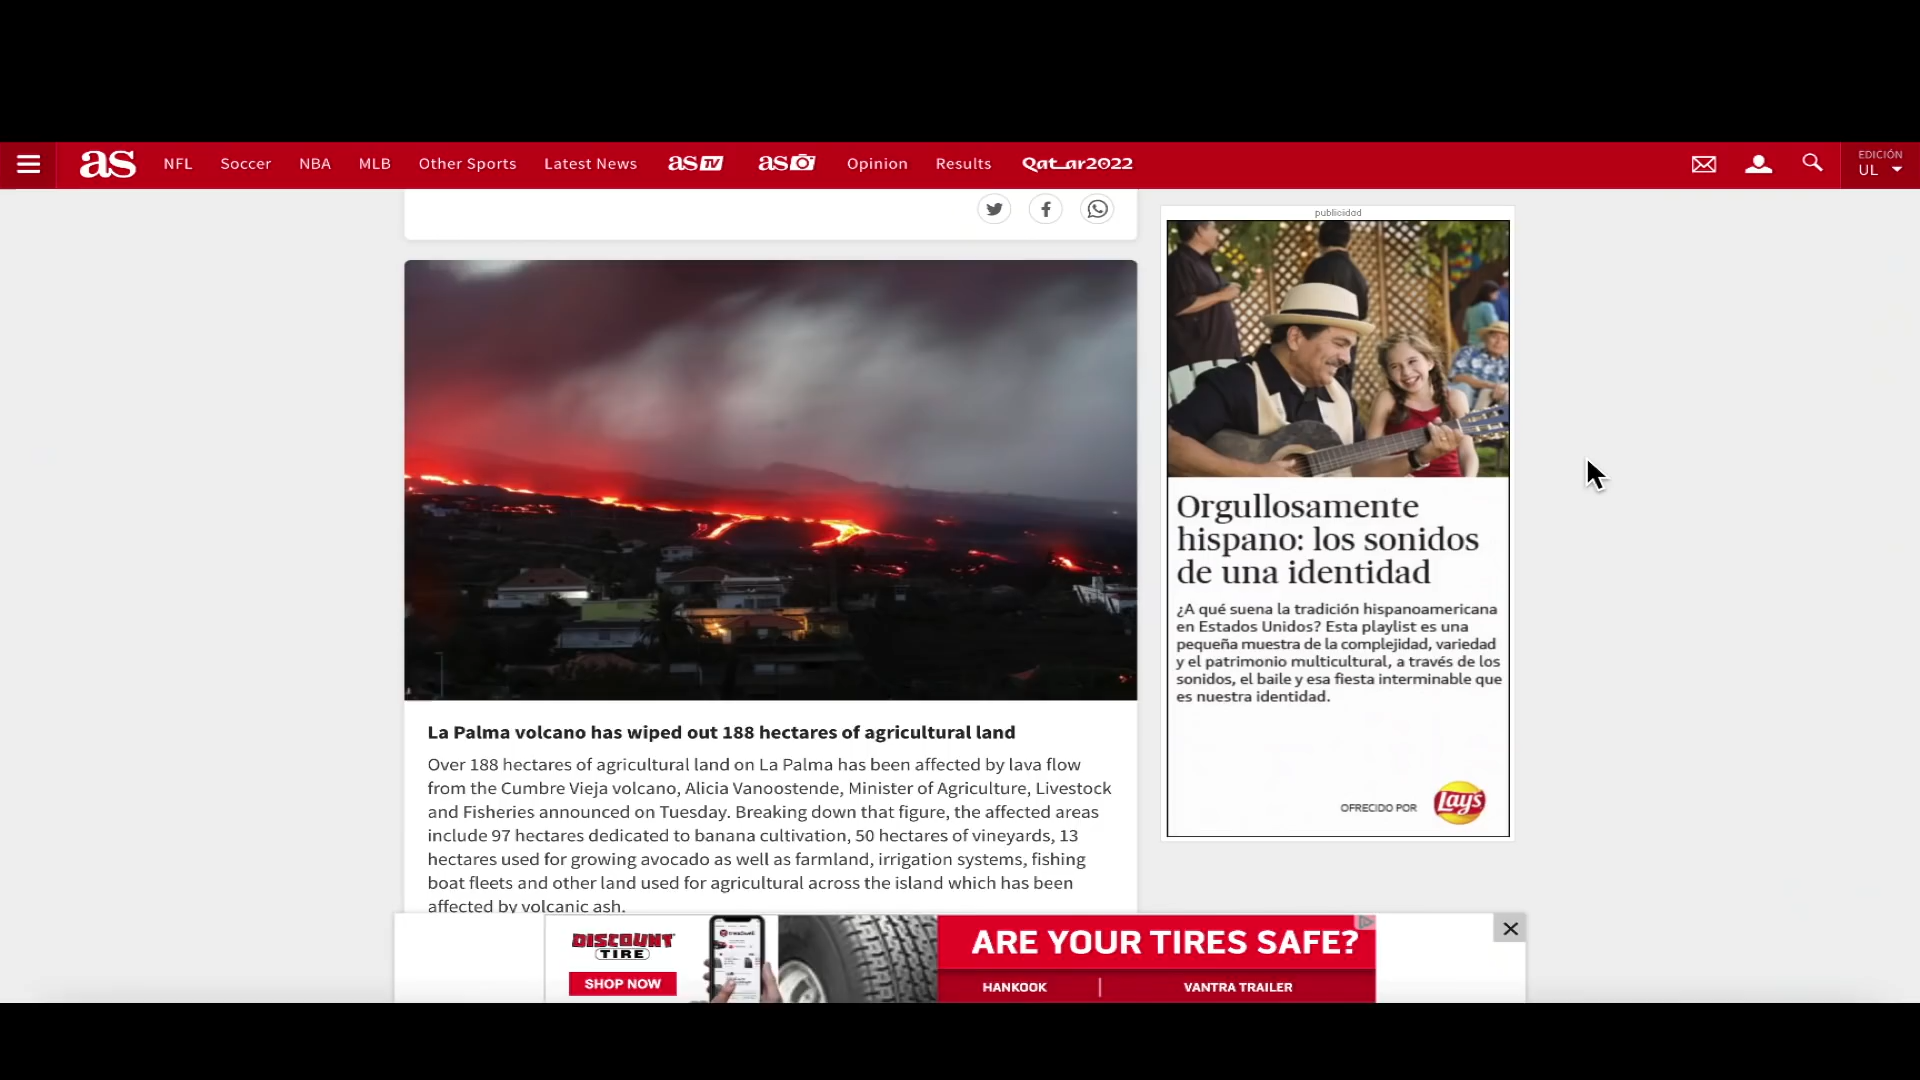 as NFL Soccer NBA MLB Other Sports Latest News as TV as Opinion Results Qatar2022 EDICIÓN
UL
La Palma volcano has wiped out 188 hectares of agricultural land
Over 188 hectares of agricultural land on La Palma has been affected by lava flow
from the Cumbre Vieja volcano, Alicia Vanoostende, Minister of Agriculture, Livestock
and Fisheries announced on Tuesday. Breaking down that figure, the affected areas
include 97 hectares dedicated to banana cultivation, 50 hectares of vineyards, 13
hectares used for growing avocado as well as farmland, irrigation systems, fishing
boat fleets and other land used for agricultural across the island which has been
affected by volcanic ash.
publicidad
Orgullosamente
hispano: los sonidos
de una identidad
¿A qué suena la tradición hispanoamericana
en Estados Unidos? Esta playlist es una
pequeña muestra de la complejidad, variedad
y el patrimonio multicultural, a través de los
sonidos, el baile y esa fiesta interminable que
es nuestra identidad.
OFRECIDO POR Lay's
DISCOUNT
TIRE
SHOP NOW
ARE YOUR TIRES SAFE?
HANKOOK VANTRA TRAILER